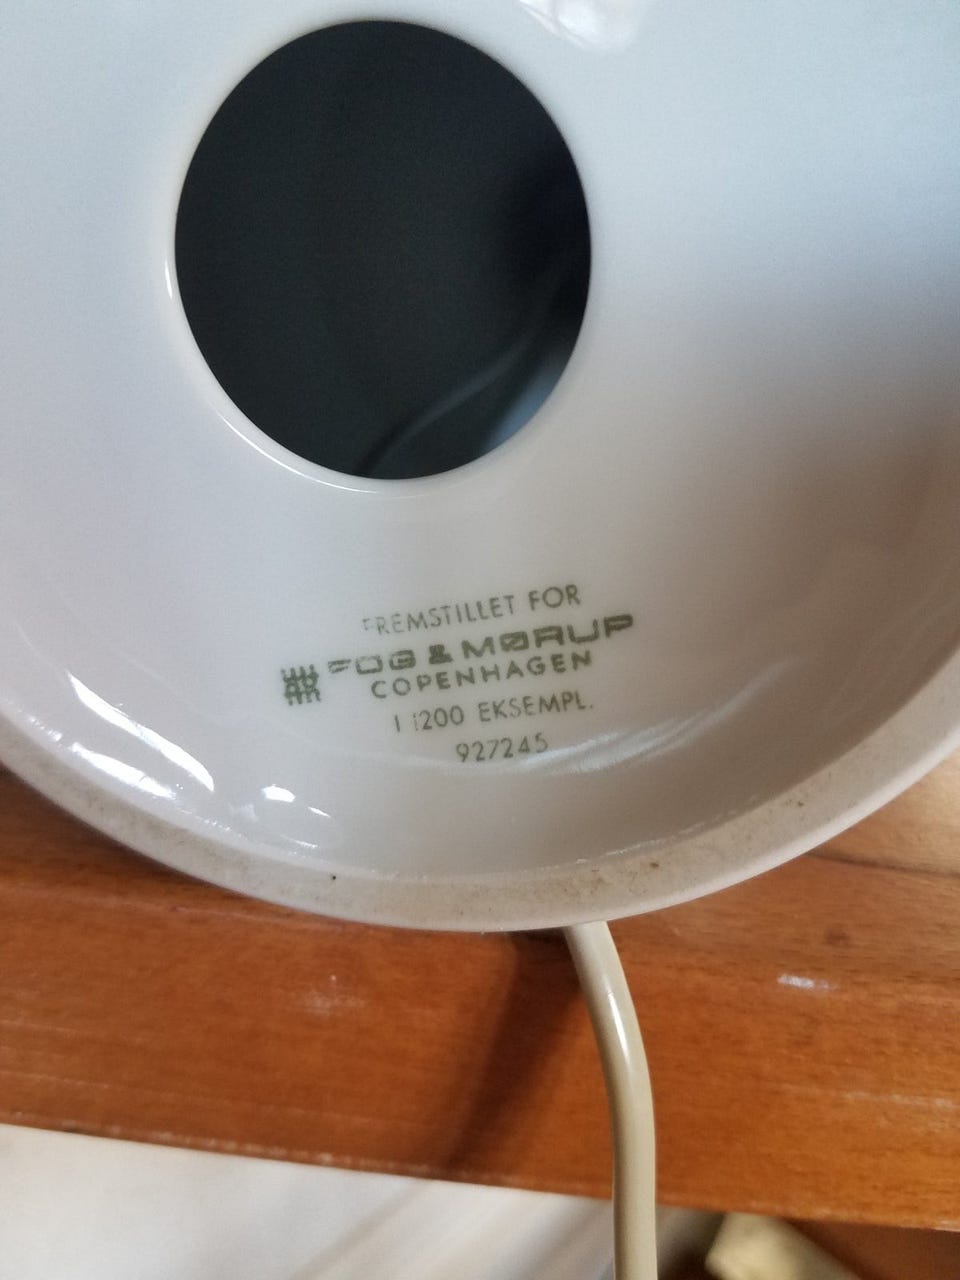 FREMSTILLET FOR
FOG & MØRUP
COPENHAGEN
I 1200 EKSEMPL.
927245